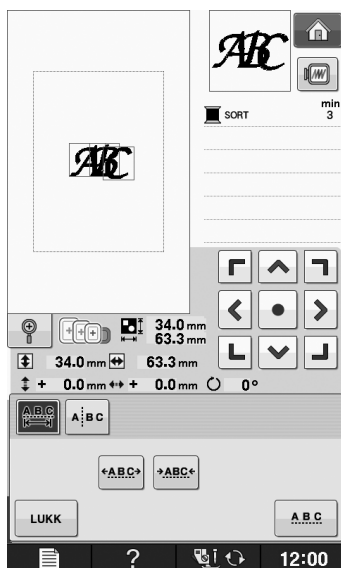 ABC
min
SORT 3
ABC
34.0 mm
63.3 mm
34.0 mm 63.3 mm
+ 0.0 mm + 0.0 mm 0°
ABC A BC
ABC ABC
LUKK ABC
? 12:00